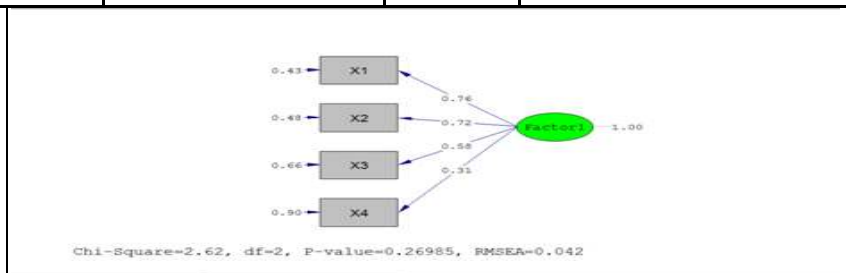 0.43 X1
0.76
0.48 X2 0.72 Factor1 1.00
0.58
0.66 X3
0.31
0.90 X4
Chi-Square=2.62, df=2, P-value=0.26985, RMSEA=0.042